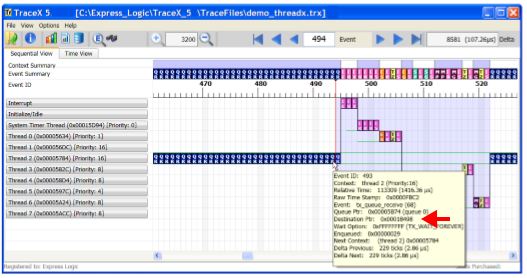 TraceX 5 [C:\Express_Logic\TraceX_5 \TraceFiles\demo_threadx.trx]
File View Options Help
3200 494 Event 8581 (107.26µs) Delta
Sequential View Time View
Context Summary
Event Summary
Event ID 470 480 490 500 510 520
Interrupt
Initialize/Idle
System Timer Thread (0x00015D94) {Priority: 0}
Thread 0 (0x00005634) {Priority: 1}
Thread 1 (0x000056DC) {Priority: 16}
Thread 2 (0x00005784) {Priority: 16}
Thread 3 (0x0000582C) {Priority: 8}
Thread 4 (0x000058D4) {Priority: 8}
Thread 5 (0x0000597C) {Priority: 4}
Thread 6 (0x00005A24) {Priority: 8}
Thread 7 (0x00005ACC) {Priority: 8}
Event ID: 493
Context: thread 2 (Priority:16)
Relative Time: 113309 (1416.36 µs)
Raw Time Stamp: 0x0000FBC2
Event: tx_queue_receive (68)
Queue Ptr: 0x00005B74 (queue 0)
Destination Ptr: 0x00018498
Wait Option: 0xFFFFFFFF (TX_WAIT_FOREVER)
Enqueued: 0x00000029
Next Context: (thread 2) 0x00005784
Delta Previous: 229 ticks (2.86 µs)
Delta Next: 229 ticks (2.86 µs)
Registered to: Express Logic Purchased: